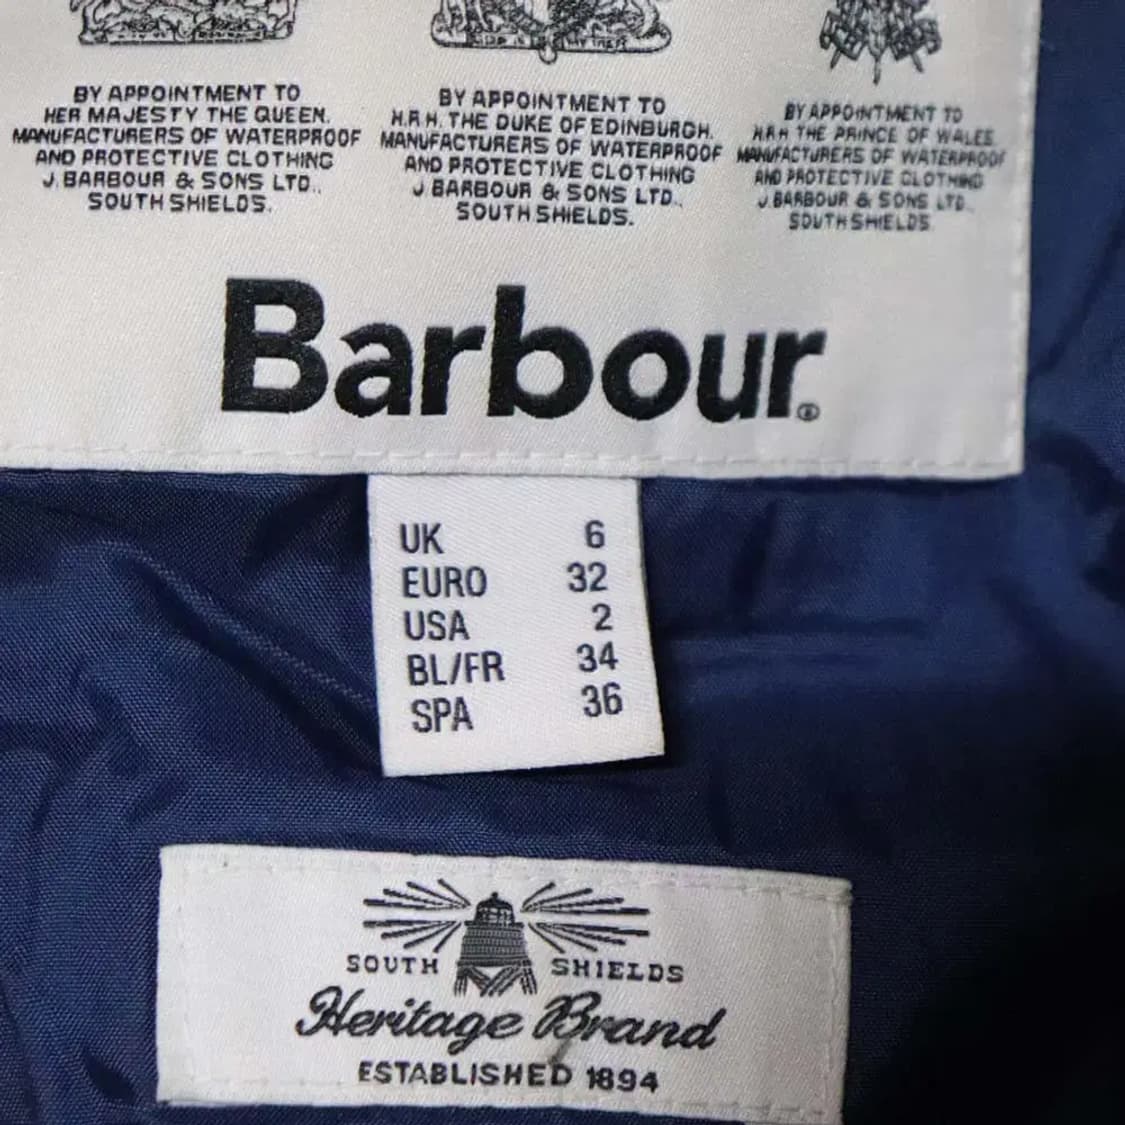 BY APPOINTMENT TO
HER MAJESTY THE QUEEN.
MANUFACTURERS OF WATERPROOF
AND PROTECTIVE CLOTHING
J. BARBOUR & SONS LTD.,
SOUTH SHIELDS.
BY APPOINTMENT TO
H.R.H. THE DUKE OF EDINBURGH.
MANUFACTURERS OF WATERPROOF
AND PROTECTIVE CLOTHING
J BARBOUR & SONS LTD.,
SOUTH SHIELDS.
BY APPOINTMENT TO
H.R.H THE PRINCE OF WALES
MANUFACTURERS OF WATERPROOF
AND PROTECTIVE CLOTHING
J.BARBOUR & SONS LTD.,
SOUTH SHIELDS.
Barbour®
UK 6
EURO 32
USA 2
BL/FR 34
SPA 36
SOUTH SHIELDS
Heritage Brand
ESTABLISHED 1894